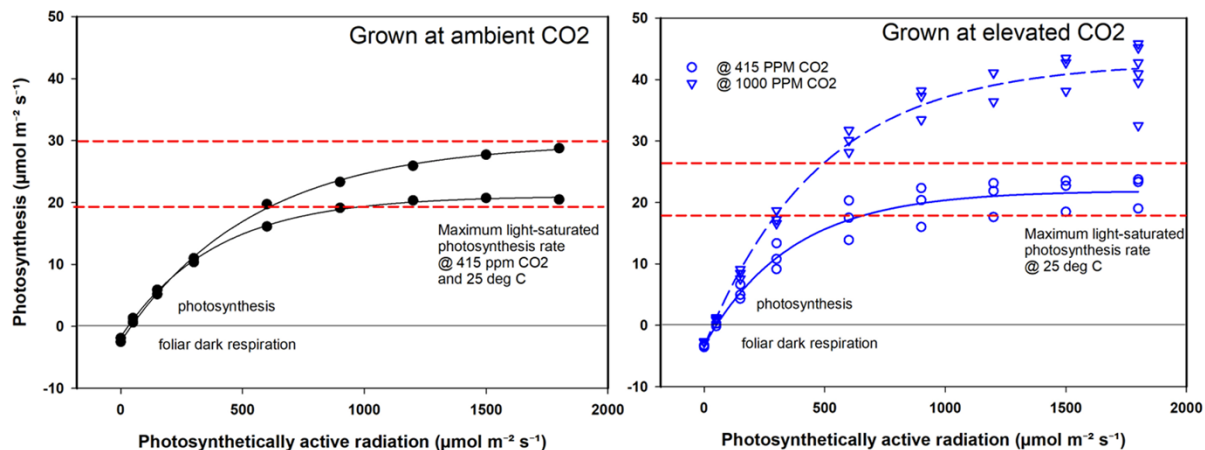 Grown at ambient CO2
Photosynthesis (µmol m⁻² s⁻¹)
50
40
30
20
10
0
-10
Maximum light-saturated
photosynthesis rate
@ 415 ppm CO2
and 25 deg C
photosynthesis
foliar dark respiration
0
500
1000
1500
2000
Photosynthetically active radiation (µmol m⁻² s⁻¹)
Grown at elevated CO2
@ 415 PPM CO2
@ 1000 PPM CO2
50
40
30
20
10
0
-10
Maximum light-saturated
photosynthesis rate
@ 25 deg C
photosynthesis
foliar dark respiration
0
500
1000
1500
2000
Photosynthetically active radiation (µmol m⁻² s⁻¹)